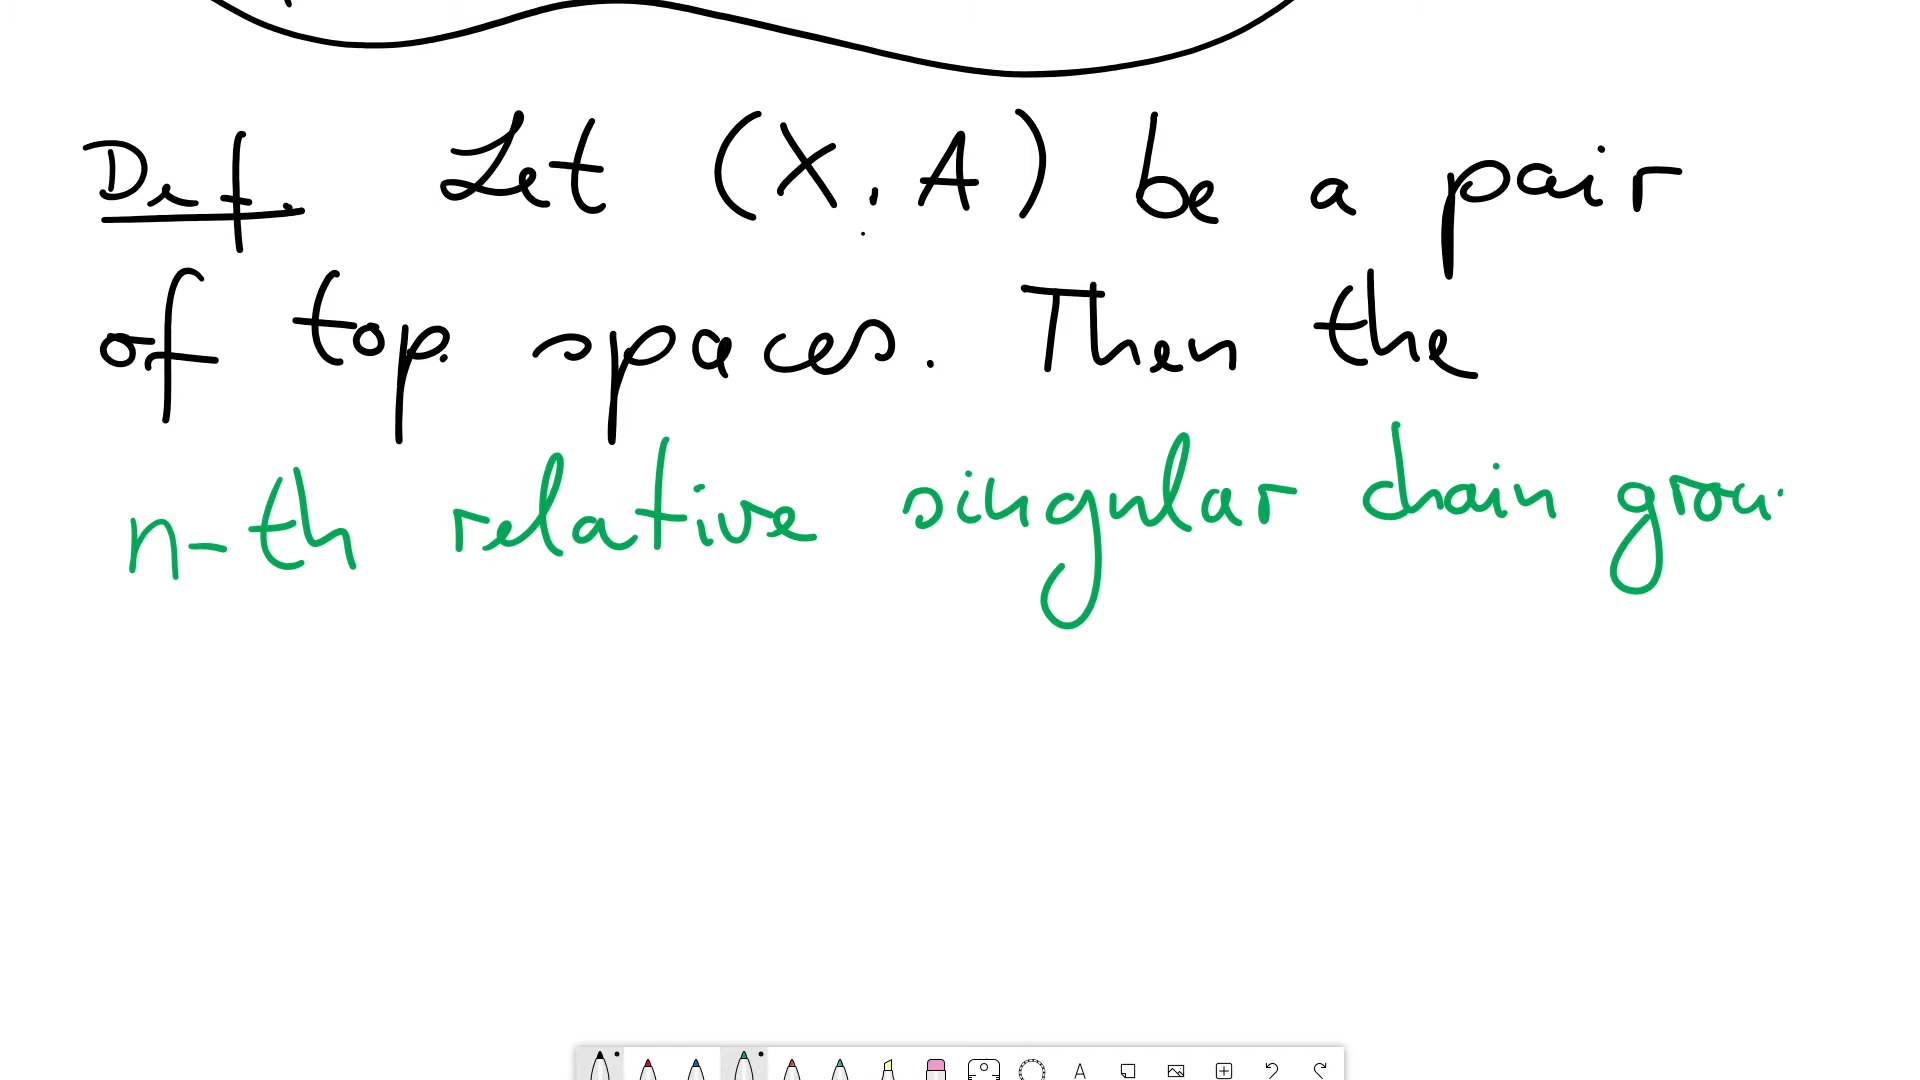 Def. Let (X, A) be a pair
of top. spaces. Then the
n-th relative singular chain grou